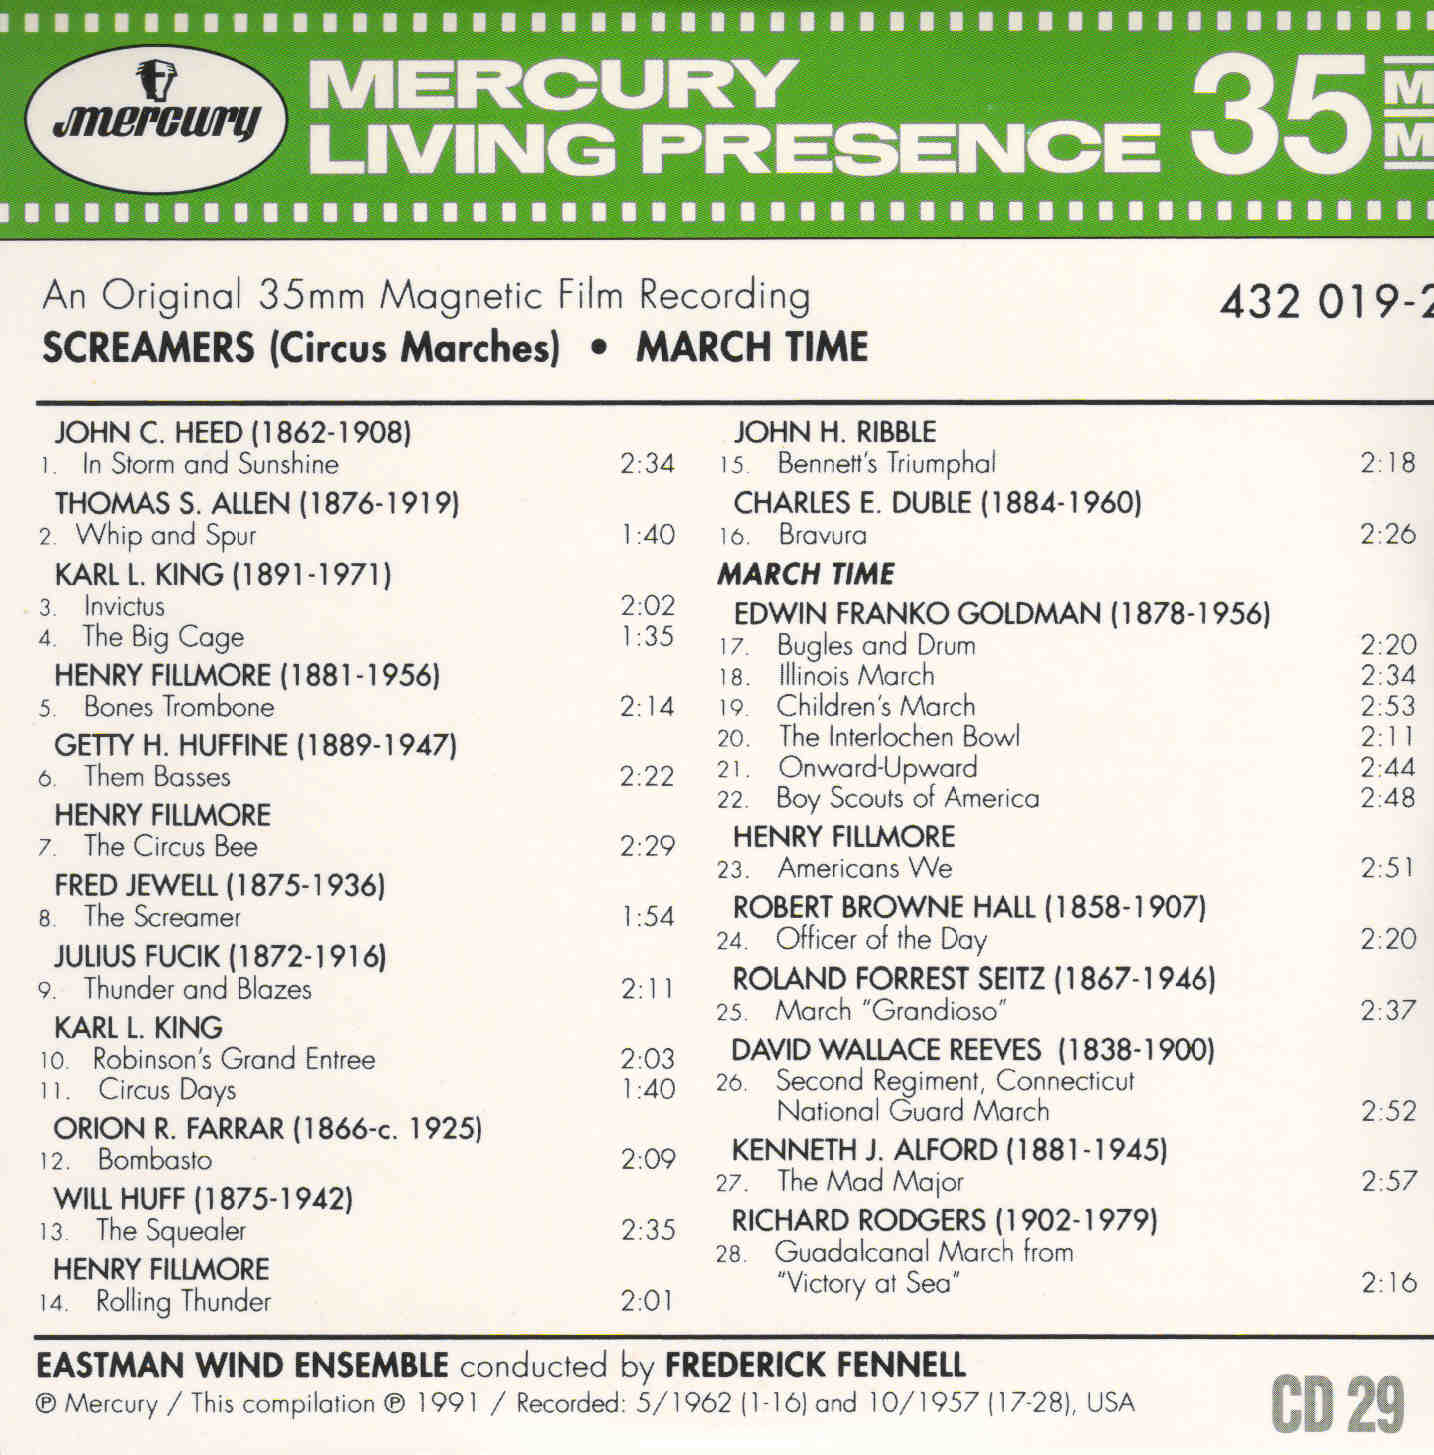 mercury
MERCURY
LIVING PRESENCE
35
M
M
An Original 35mm Magnetic Film Recording
432 019-2
SCREAMERS (Circus Marches) • MARCH TIME
JOHN C. HEED (1862-1908)
1. In Storm and Sunshine 2:34
THOMAS S. ALLEN (1876-1919)
2. Whip and Spur 1:40
KARL L. KING (1891-1971)
3. Invictus 2:02
4. The Big Cage 1:35
HENRY FILLMORE (1881-1956)
5. Bones Trombone 2:14
GETTY H. HUFFINE (1889-1947)
6. Them Basses 2:22
HENRY FILLMORE
7. The Circus Bee 2:29
FRED JEWELL (1875-1936)
8. The Screamer 1:54
JULIUS FUCIK (1872-1916)
9. Thunder and Blazes 2:11
KARL L. KING
10. Robinson's Grand Entree 2:03
11. Circus Days 1:40
ORION R. FARRAR (1866-c. 1925)
12. Bombasto 2:09
WILL HUFF (1875-1942)
13. The Squealer 2:35
HENRY FILLMORE
14. Rolling Thunder 2:01
JOHN H. RIBBLE
15. Bennett's Triumphal 2:18
CHARLES E. DUBLE (1884-1960)
16. Bravura 2:26
MARCH TIME
EDWIN FRANKO GOLDMAN (1878-1956)
17. Bugles and Drum 2:20
18. Illinois March 2:34
19. Children's March 2:53
20. The Interlochen Bowl 2:11
21. Onward-Upward 2:44
22. Boy Scouts of America 2:48
HENRY FILLMORE
23. Americans We 2:51
ROBERT BROWNE HALL (1858-1907)
24. Officer of the Day 2:20
ROLAND FORREST SEITZ (1867-1946)
25. March "Grandioso" 2:37
DAVID WALLACE REEVES (1838-1900)
26. Second Regiment, Connecticut
National Guard March 2:52
KENNETH J. ALFORD (1881-1945)
27. The Mad Major 2:57
RICHARD RODGERS (1902-1979)
28. Guadalcanal March from
"Victory at Sea" 2:16
EASTMAN WIND ENSEMBLE conducted by FREDERICK FENNELL
℗ Mercury / This compilation ℗ 1991 / Recorded: 5/1962 (1-16) and 10/1957 (17-28), USA
CD 29